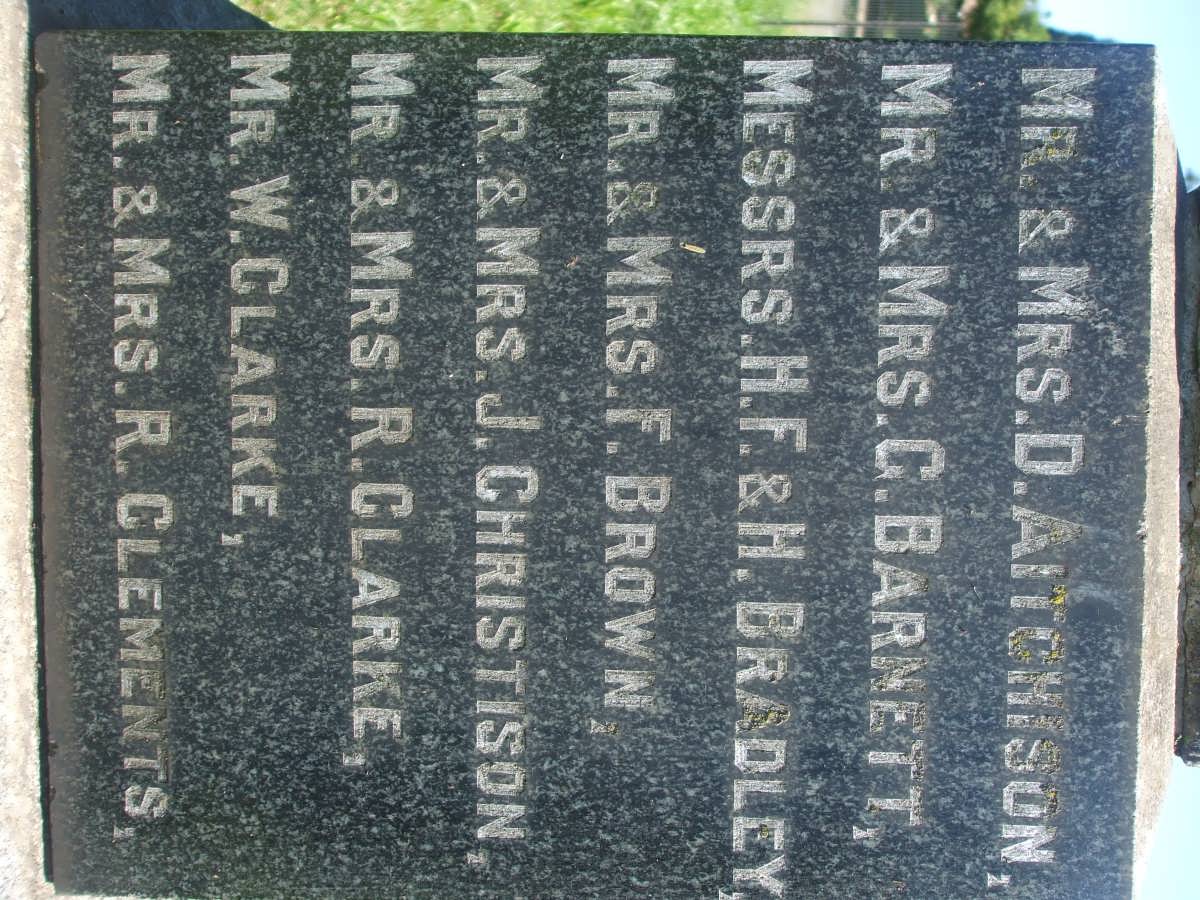 MR. & MRS. D. AITCHISON,
MR. & MRS. G. BARNETT,
MESSRS. H. F. & H. BRADLEY,
MR. & MRS. F. BROWN,
MR. & MRS. J. CHRISTISON,
MR. & MRS. R. CLARKE,
MR. W. CLARKE,
MR. & MRS. R. CLEMENTS,